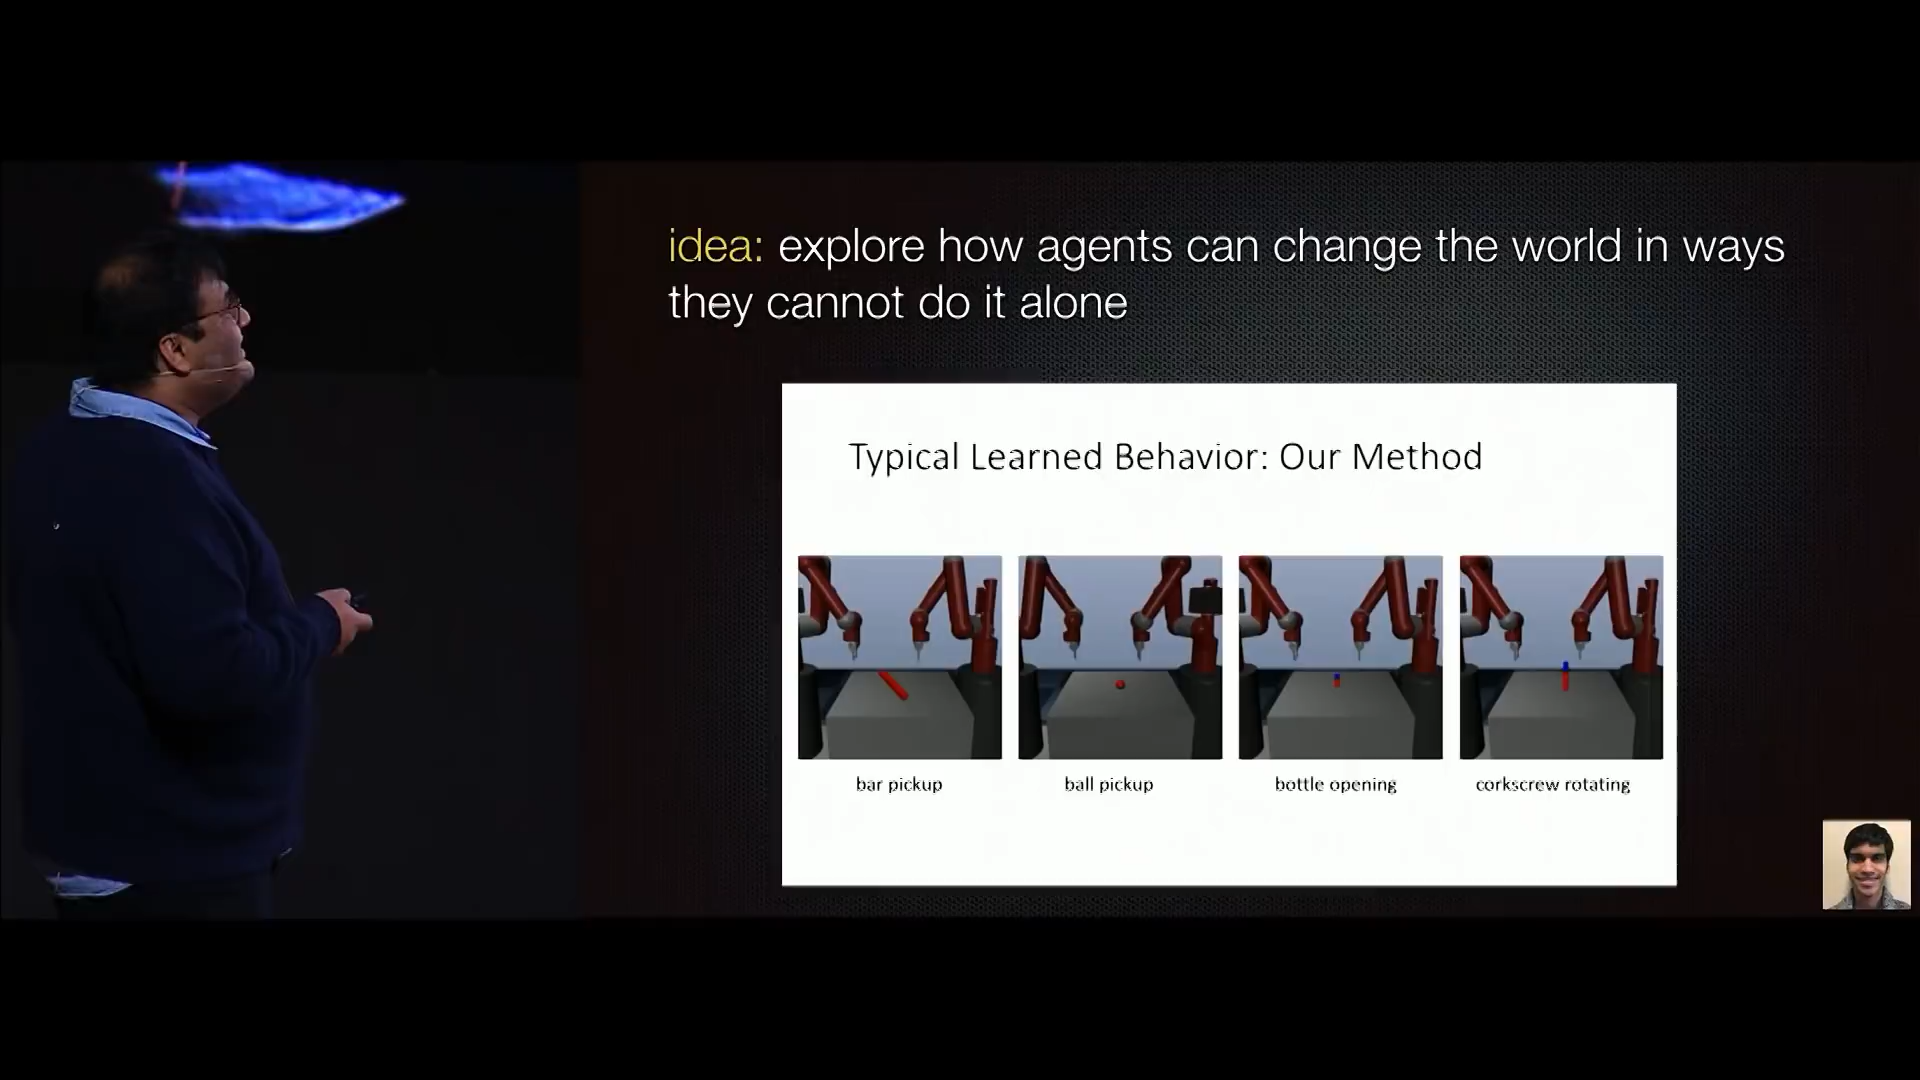 idea: explore how agents can change the world in ways
they cannot do it alone
Typical Learned Behavior: Our Method
bar pickup
ball pickup
bottle opening
corkscrew rotating